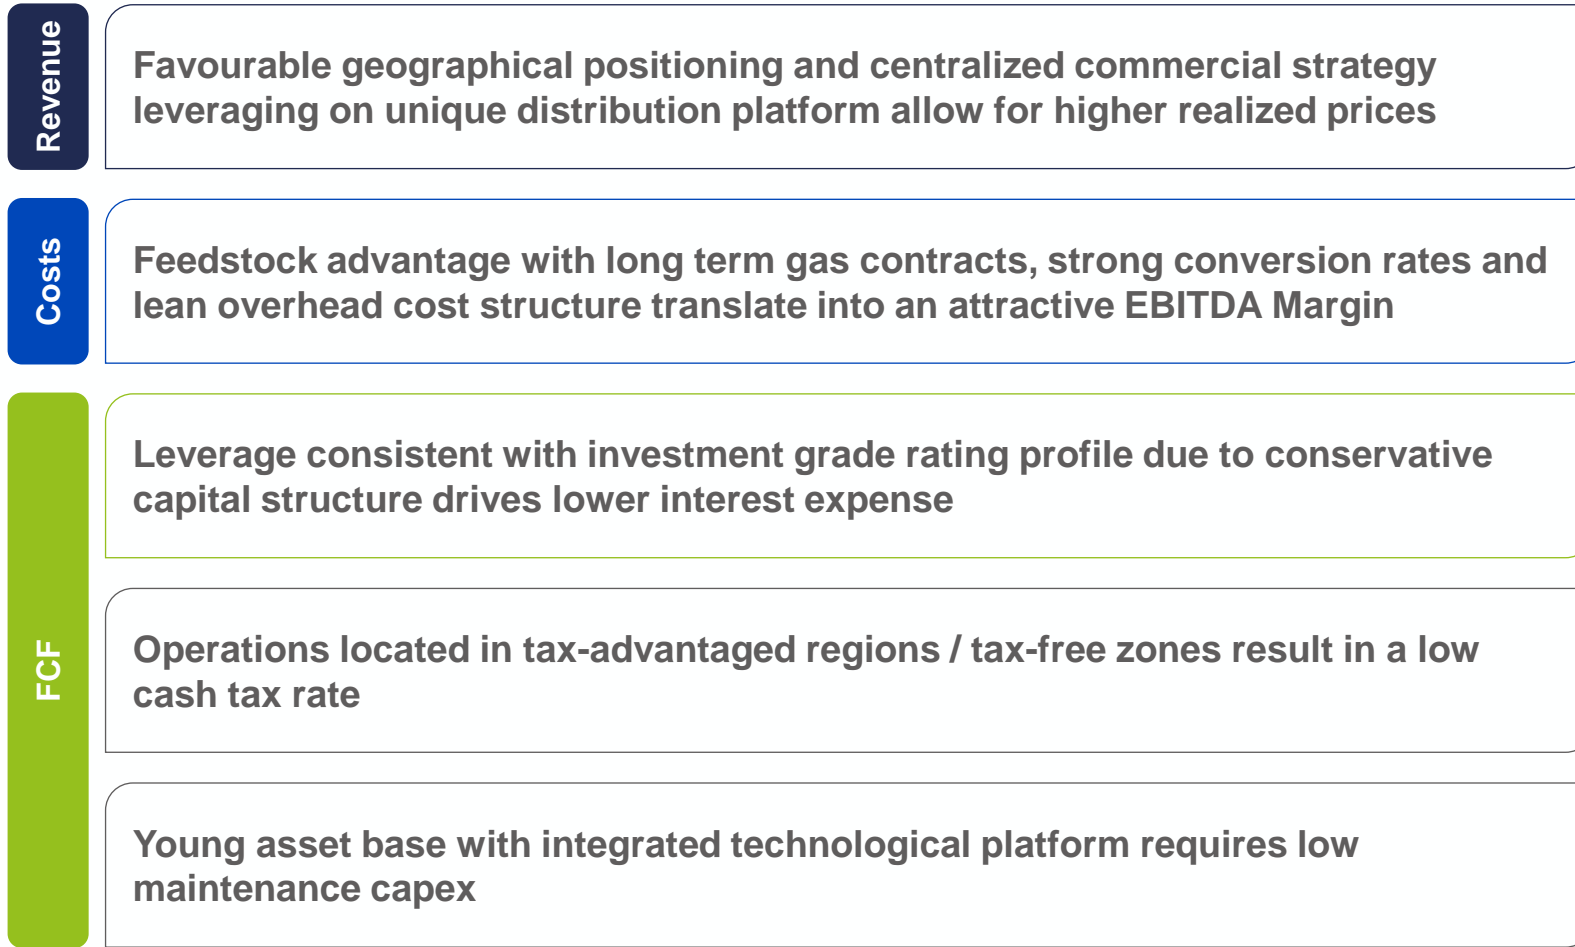 Revenue
Favourable geographical positioning and centralized commercial strategy
leveraging on unique distribution platform allow for higher realized prices
Costs
Feedstock advantage with long term gas contracts, strong conversion rates and
lean overhead cost structure translate into an attractive EBITDA Margin
FCF
Leverage consistent with investment grade rating profile due to conservative
capital structure drives lower interest expense
Operations located in tax-advantaged regions / tax-free zones result in a low
cash tax rate
Young asset base with integrated technological platform requires low
maintenance capex